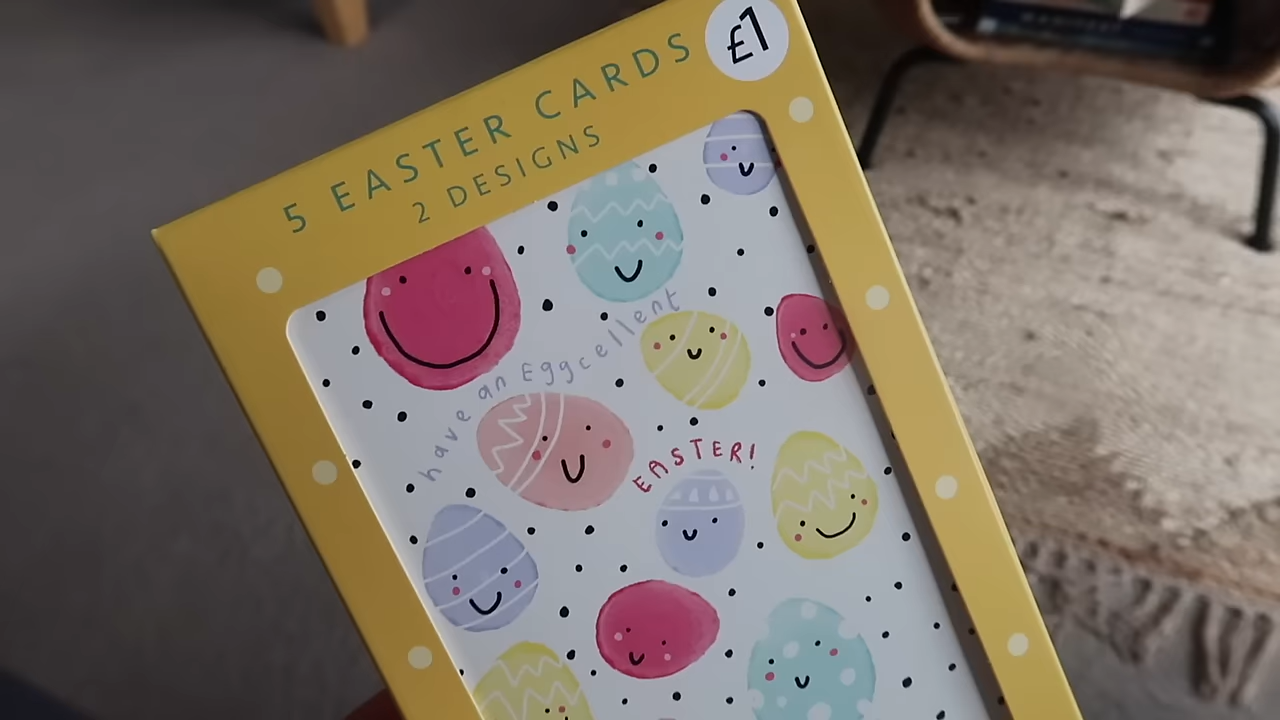 £1
5 EASTER CARDS
2 DESIGNS
have an Eggcellent
EASTER!